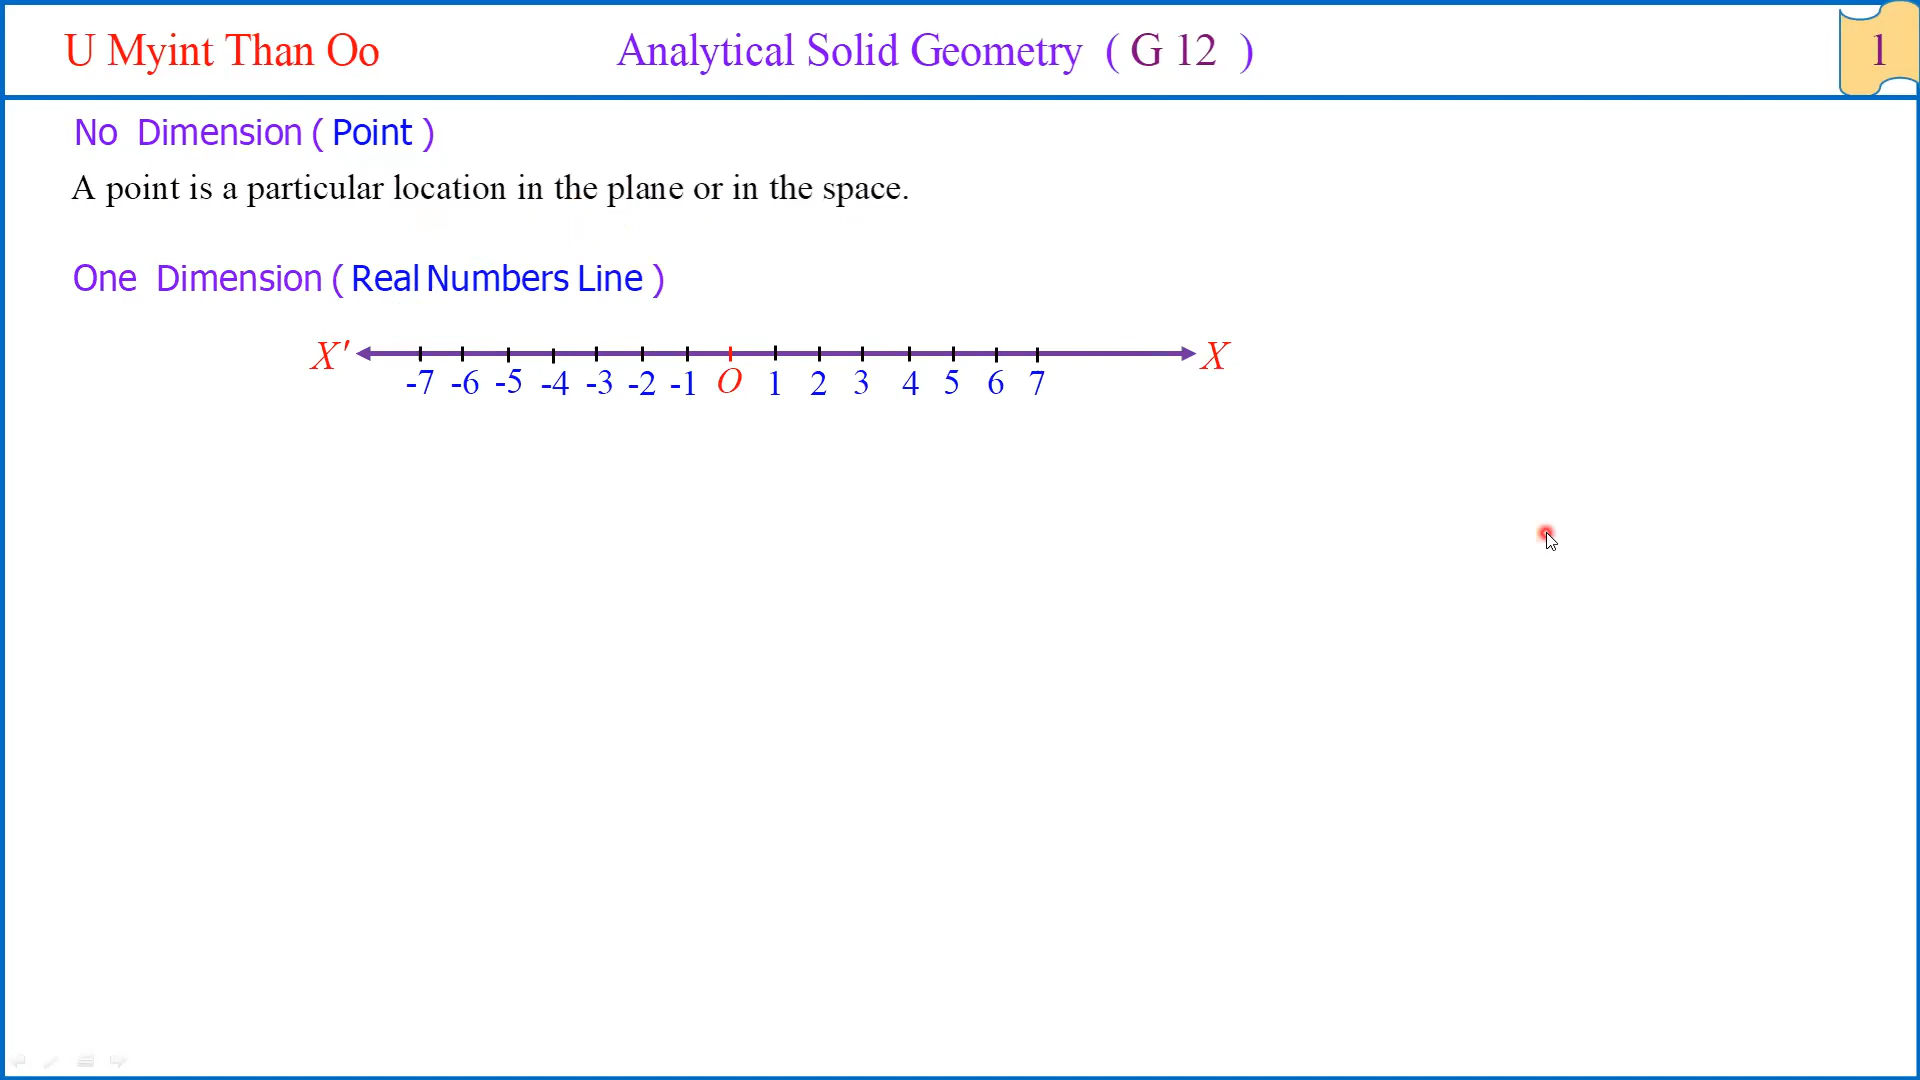 U Myint Than Oo Analytical Solid Geometry ( G 12 ) 1
No Dimension ( Point )
A point is a particular location in the plane or in the space.
One Dimension ( Real Numbers Line )
X′ X
-7 -6 -5 -4 -3 -2 -1 O 1 2 3 4 5 6 7